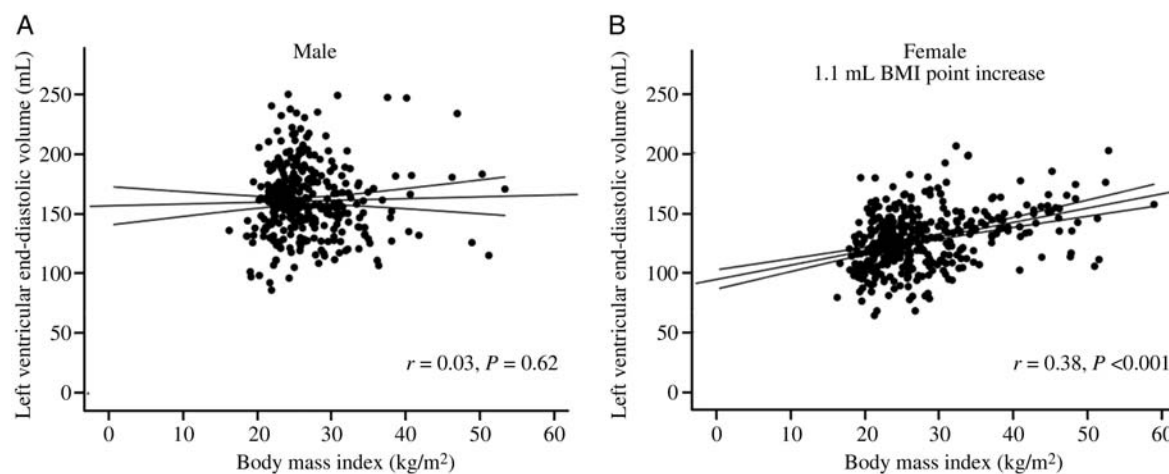 A
Male
Left ventricular end-diastolic volume (mL)
250
200
150
100
50
0
r = 0.03, P = 0.62
0 10 20 30 40 50 60
Body mass index (kg/m²)
B
Female
1.1 mL BMI point increase
Left ventricular end-diastolic volume (mL)
250
200
150
100
50
0
r = 0.38, P <0.001
0 10 20 30 40 50 60
Body mass index (kg/m²)